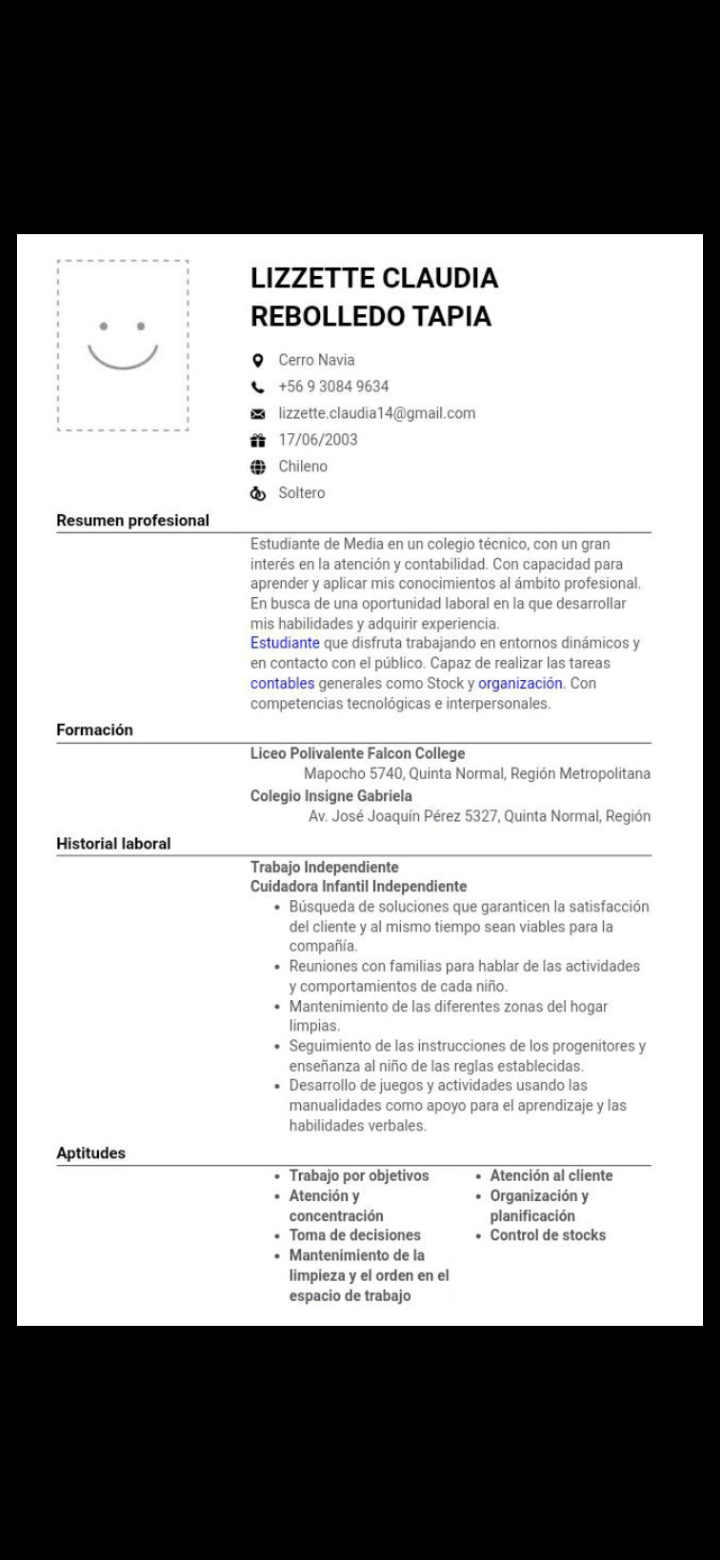 LIZZETTE CLAUDIA
REBOLLEDO TAPIA
Cerro Navia
+56 9 3084 9634
lizzette.claudia14@gmail.com
17/06/2003
Chileno
Soltero
Resumen profesional
Estudiante de Media en un colegio técnico, con un gran
interés en la atención y contabilidad. Con capacidad para
aprender y aplicar mis conocimientos al ámbito profesional.
En busca de una oportunidad laboral en la que desarrollar
mis habilidades y adquirir experiencia.
Estudiante que disfruta trabajando en entornos dinámicos y
en contacto con el público. Capaz de realizar las tareas
contables generales como Stock y organización. Con
competencias tecnológicas e interpersonales.
Formación
Liceo Polivalente Falcon College
Mapocho 5740, Quinta Normal, Región Metropolitana
Colegio Insigne Gabriela
Av. José Joaquín Pérez 5327, Quinta Normal, Región
Historial laboral
Trabajo Independiente
Cuidadora Infantil Independiente
• Búsqueda de soluciones que garanticen la satisfacción
del cliente y al mismo tiempo sean viables para la
compañía.
• Reuniones con familias para hablar de las actividades
y comportamientos de cada niño.
• Mantenimiento de las diferentes zonas del hogar
limpias.
• Seguimiento de las instrucciones de los progenitores y
enseñanza al niño de las reglas establecidas.
• Desarrollo de juegos y actividades usando las
manualidades como apoyo para el aprendizaje y las
habilidades verbales.
Aptitudes
• Trabajo por objetivos
• Atención y
concentración
• Toma de decisiones
• Mantenimiento de la
limpieza y el orden en el
espacio de trabajo
• Atención al cliente
• Organización y
planificación
• Control de stocks